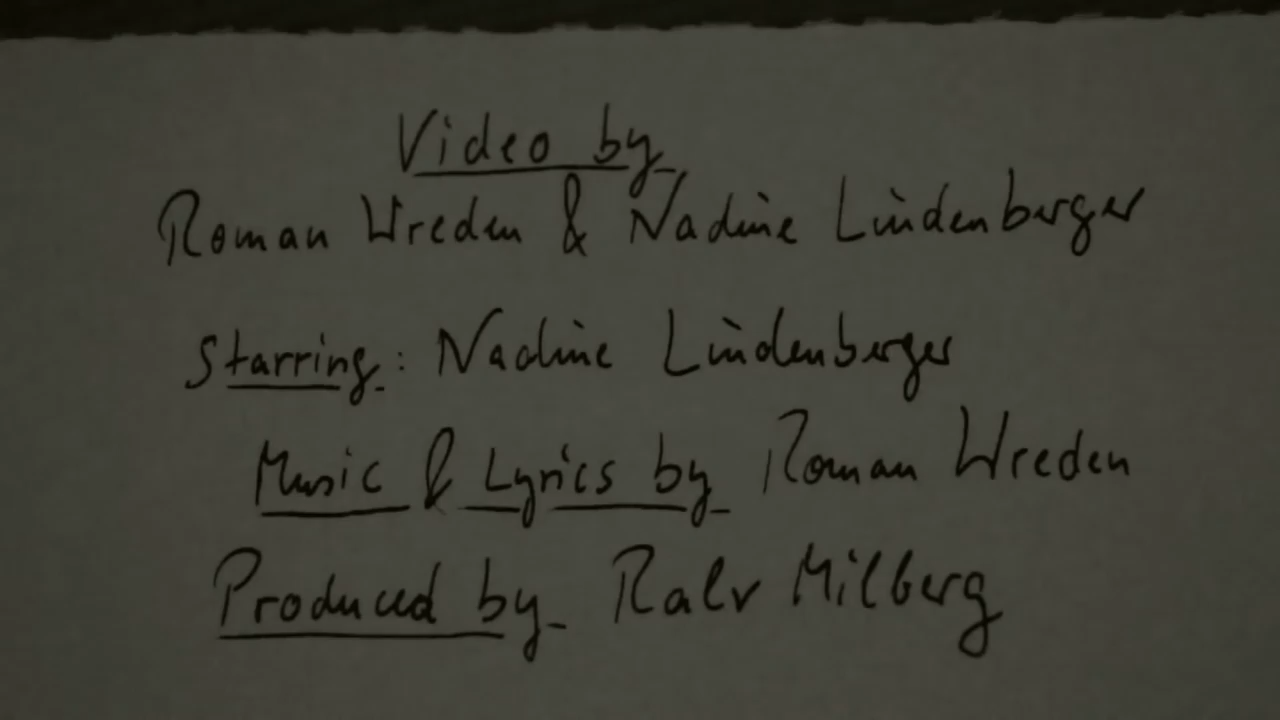 Video by
Roman Wreden & Nadine Lindenberger
Starring: Nadine Lindenberger
Music & Lyrics by Roman Wreden
Produced by Ralv Milberg